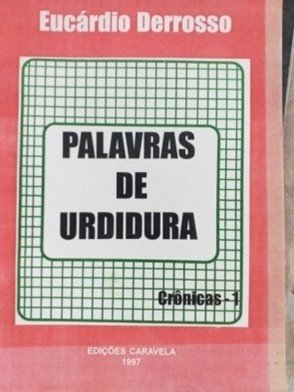 Eucárdio Derrosso
PALAVRAS
DE
URDIDURA
Crônicas - 1
EDIÇÕES CARAVELA
1997